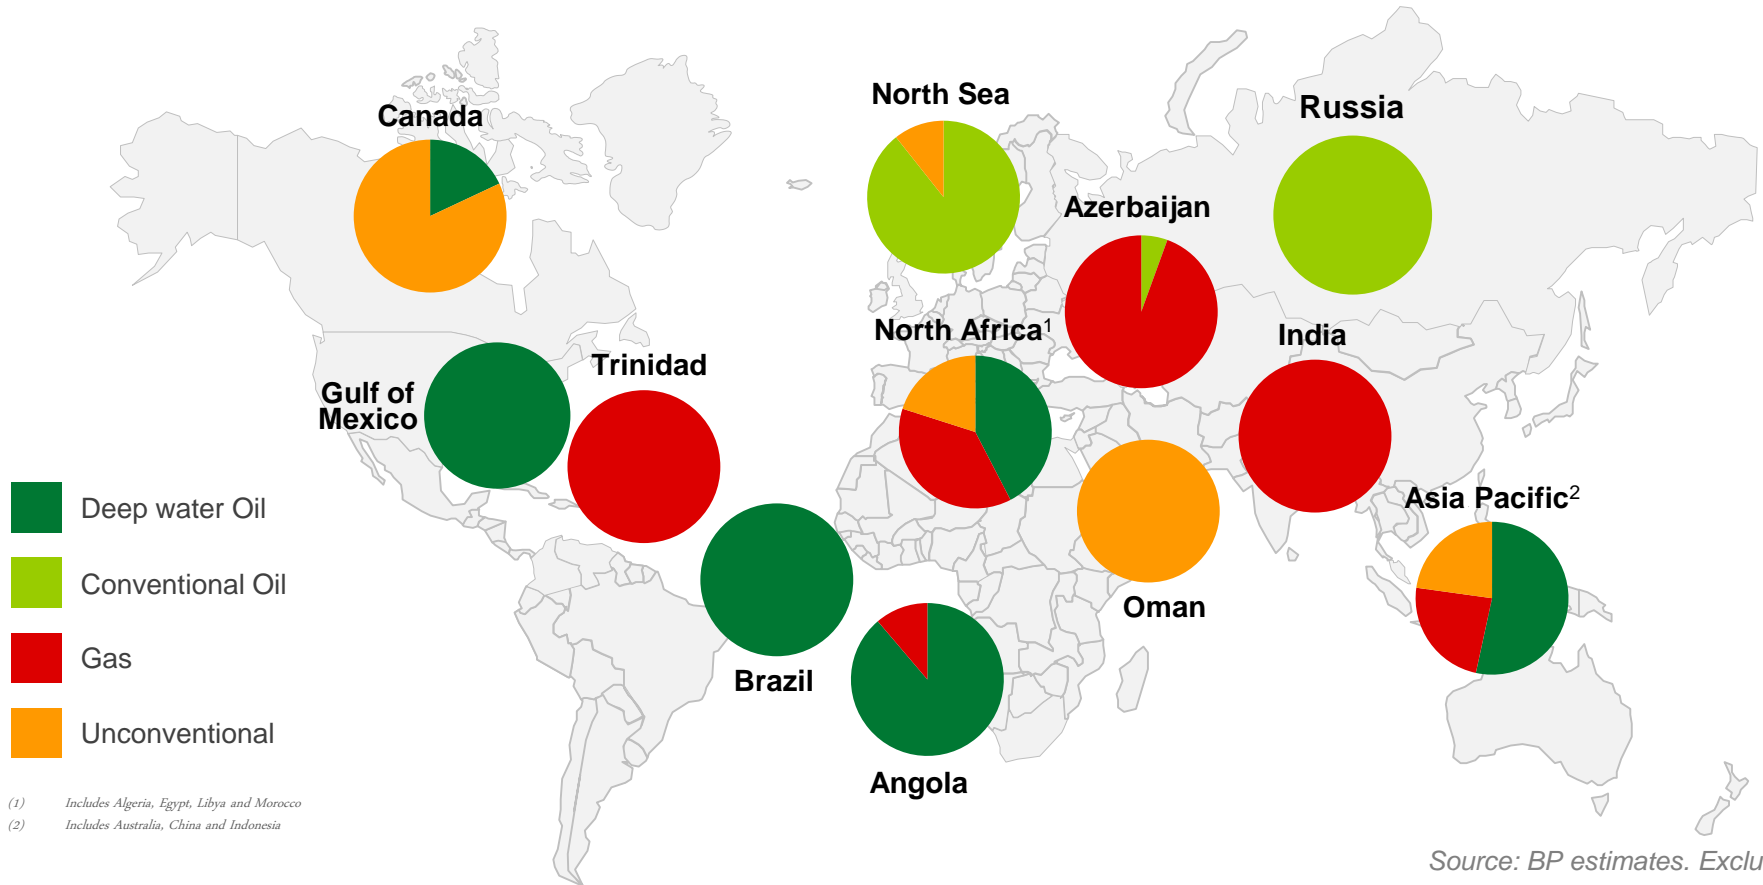 Canada
North Sea
Russia
Azerbaijan
North Africa1
India
Trinidad
Gulf of
Mexico
Asia Pacific2
Oman
Brazil
Angola
Deep water Oil
Conventional Oil
Gas
Unconventional
(1) Includes Algeria, Egypt, Libya and Morocco
(2) Includes Australia, China and Indonesia
Source: BP estimates. Exclu